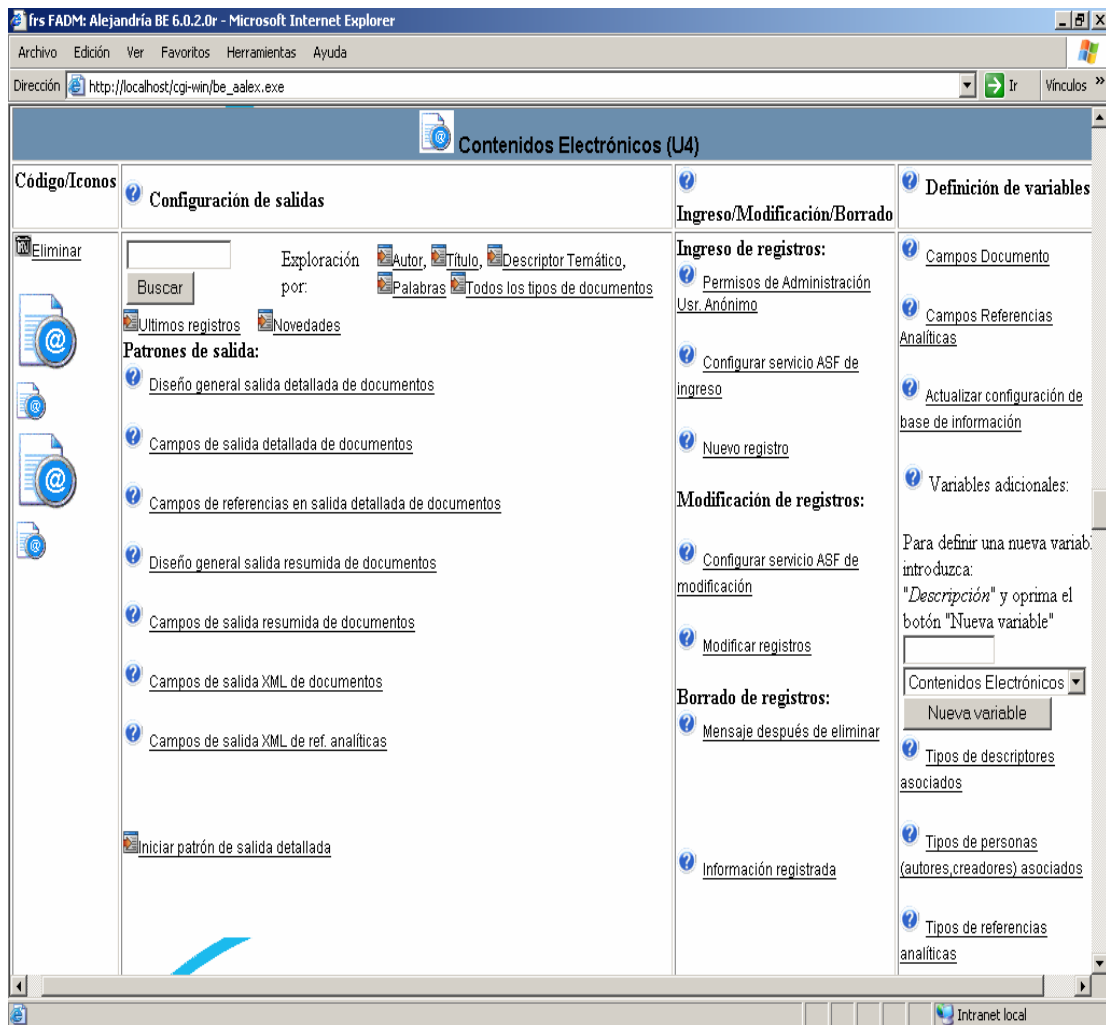 frs FADM: Alejandría BE 6.0.2.0r - Microsoft Internet Explorer
Archivo Edición Ver Favoritos Herramientas Ayuda
Dirección http://localhost/cgi-win/be_aalex.exe Ir Vínculos »
Contenidos Electrónicos (U4)
Código/Iconos
Configuración de salidas
Ingreso/Modificación/Borrado
Definición de variables
Eliminar
Buscar
Exploración por:
Autor, Título, Descriptor Temático,
Palabras Todos los tipos de documentos
Ultimos registros Novedades
Patrones de salida:
Diseño general salida detallada de documentos
Campos de salida detallada de documentos
Campos de referencias en salida detallada de documentos
Diseño general salida resumida de documentos
Campos de salida resumida de documentos
Campos de salida XML de documentos
Campos de salida XML de ref. analíticas
Iniciar patrón de salida detallada
Ingreso de registros:
Permisos de Administración
Usr. Anónimo
Configurar servicio ASF de
ingreso
Nuevo registro
Modificación de registros:
Configurar servicio ASF de
modificación
Modificar registros
Borrado de registros:
Mensaje después de eliminar
Información registrada
Campos Documento
Campos Referencias
Analíticas
Actualizar configuración de
base de información
Variables adicionales:
Para definir una nueva variabl
introduzca:
"Descripción" y oprima el
botón "Nueva variable"
Contenidos Electrónicos
Nueva variable
Tipos de descriptores
asociados
Tipos de personas
(autores,creadores) asociados
Tipos de referencias
analíticas
Intranet local